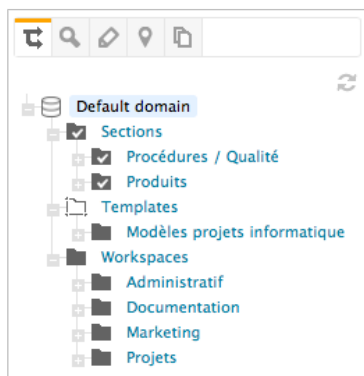 Default domain
Sections
Procédures / Qualité
Produits
Templates
Modèles projets informatique
Workspaces
Administratif
Documentation
Marketing
Projets